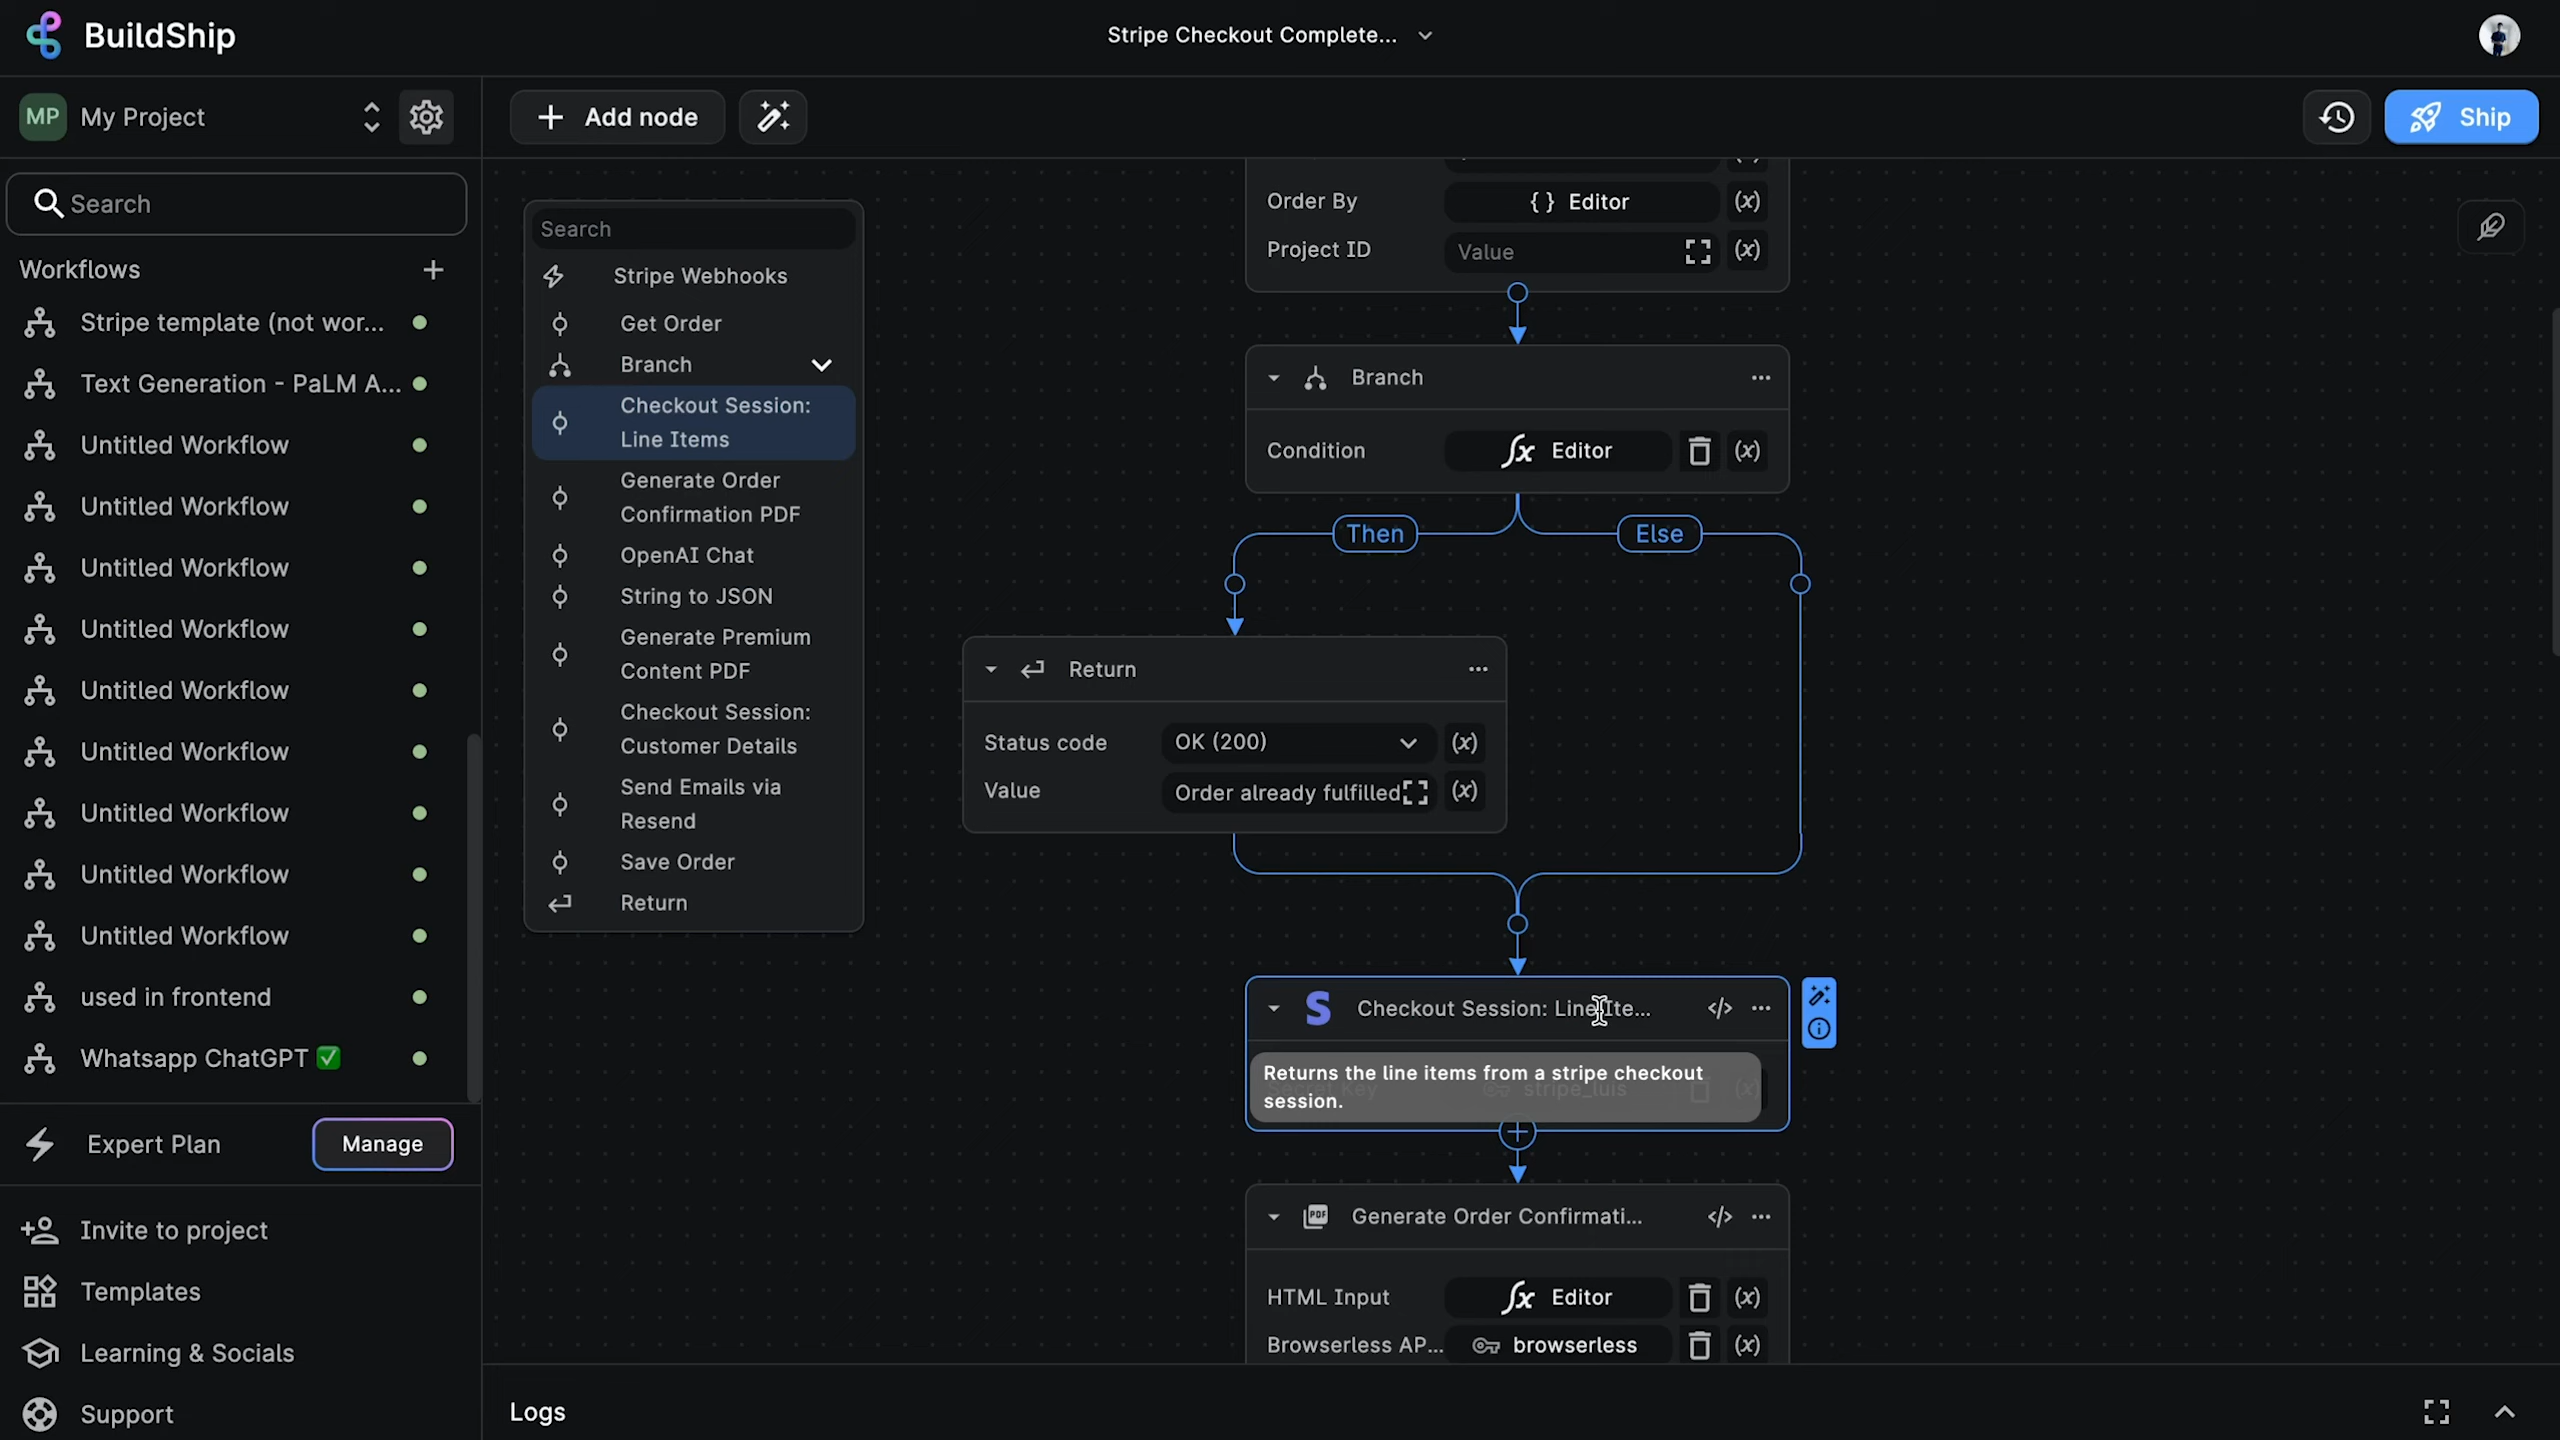 BuildShip
Stripe Checkout Complete...
MP My Project
Add node
Ship
Search
Workflows
Stripe template (not wor...
Text Generation - PaLM A...
Untitled Workflow
Untitled Workflow
Untitled Workflow
Untitled Workflow
Untitled Workflow
Untitled Workflow
Untitled Workflow
Untitled Workflow
Untitled Workflow
used in frontend
Whatsapp ChatGPT ✅
Expert Plan
Manage
Invite to project
Templates
Learning & Socials
Support
Search
Stripe Webhooks
Get Order
Branch
Checkout Session:
Line Items
Generate Order
Confirmation PDF
OpenAI Chat
String to JSON
Generate Premium
Content PDF
Checkout Session:
Customer Details
Send Emails via
Resend
Save Order
Return
Order By { } Editor (x)
Project ID Value (x)
Branch
Condition fx Editor (x)
Then
Else
Return
Status code OK (200) (x)
Value Order already fulfilled (x)
Checkout Session: Line Ite... </>
Returns the line items from a stripe checkout
session.
Secret Key stripe_luis (x)
PDF Generate Order Confirmati... </>
HTML Input fx Editor (x)
Browserless AP... browserless (x)
Logs